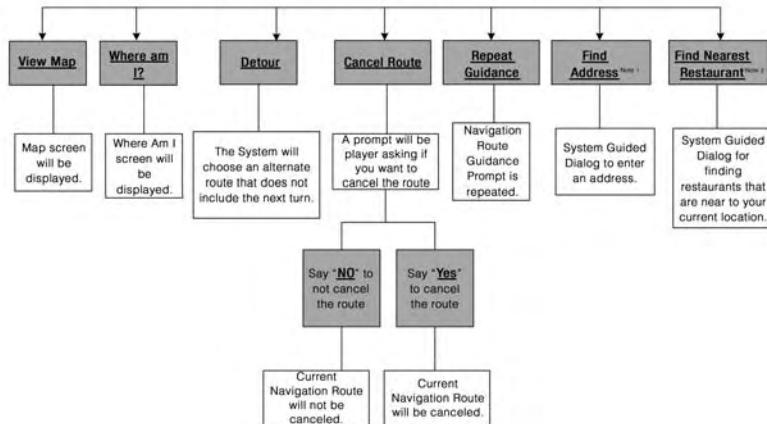 View Map
Where am
I?
Detour
Cancel Route
Repeat
Guidance
Find
Address Note 1
Find Nearest
Restaurant Note 2
Map screen
will be
displayed.
Where Am I
screen will
be
displayed.
The System will
choose an alternate
route that does not
include the next turn.
A prompt will be
player asking if
you want to
cancel the route
Navigation
Route
Guidance
Prompt is
repeated.
System Guided
Dialog to enter
an address.
System Guided
Dialog for
finding
restaurants that
are near to your
current location.
Say "NO" to
not cancel
the route
Say "Yes"
to cancel
the route
Current
Navigation Route
will not be
canceled.
Current
Navigation Route
will be canceled.